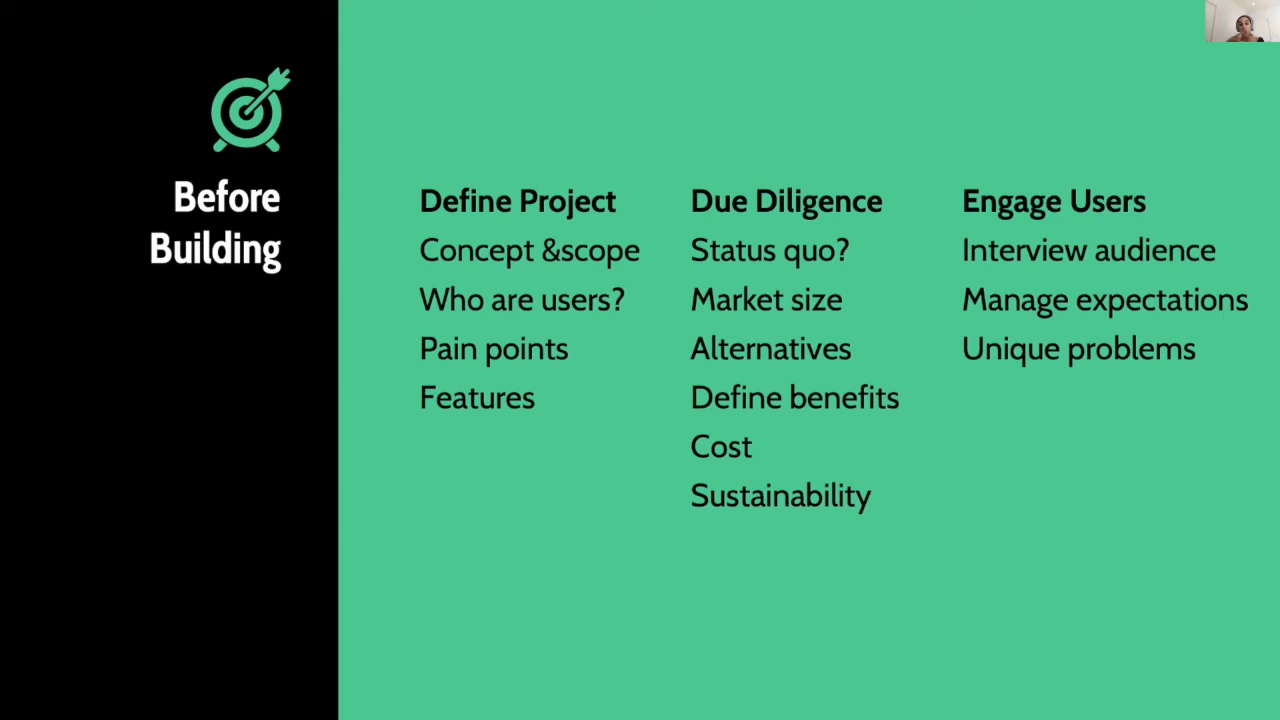 Before
Building
Define Project
Concept &scope
Who are users?
Pain points
Features
Due Diligence
Status quo?
Market size
Alternatives
Define benefits
Cost
Sustainability
Engage Users
Interview audience
Manage expectations
Unique problems